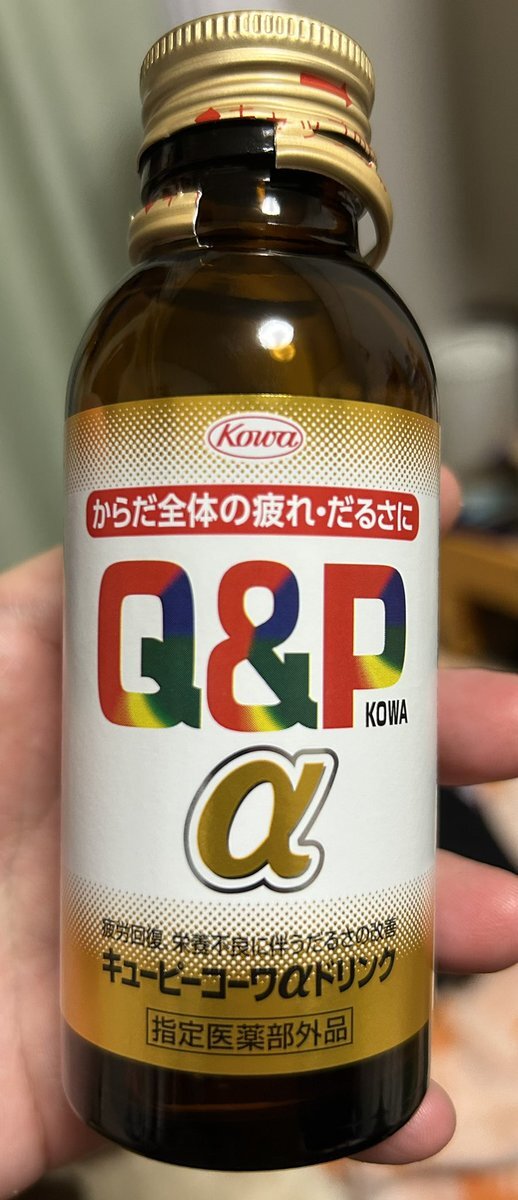 Kowa
からだ全体の疲れ・だるさに
Q&P
KOWA
α
疲労回復、栄養不良に伴うだるさの改善
キューピーコーワαドリンク
指定医薬部外品